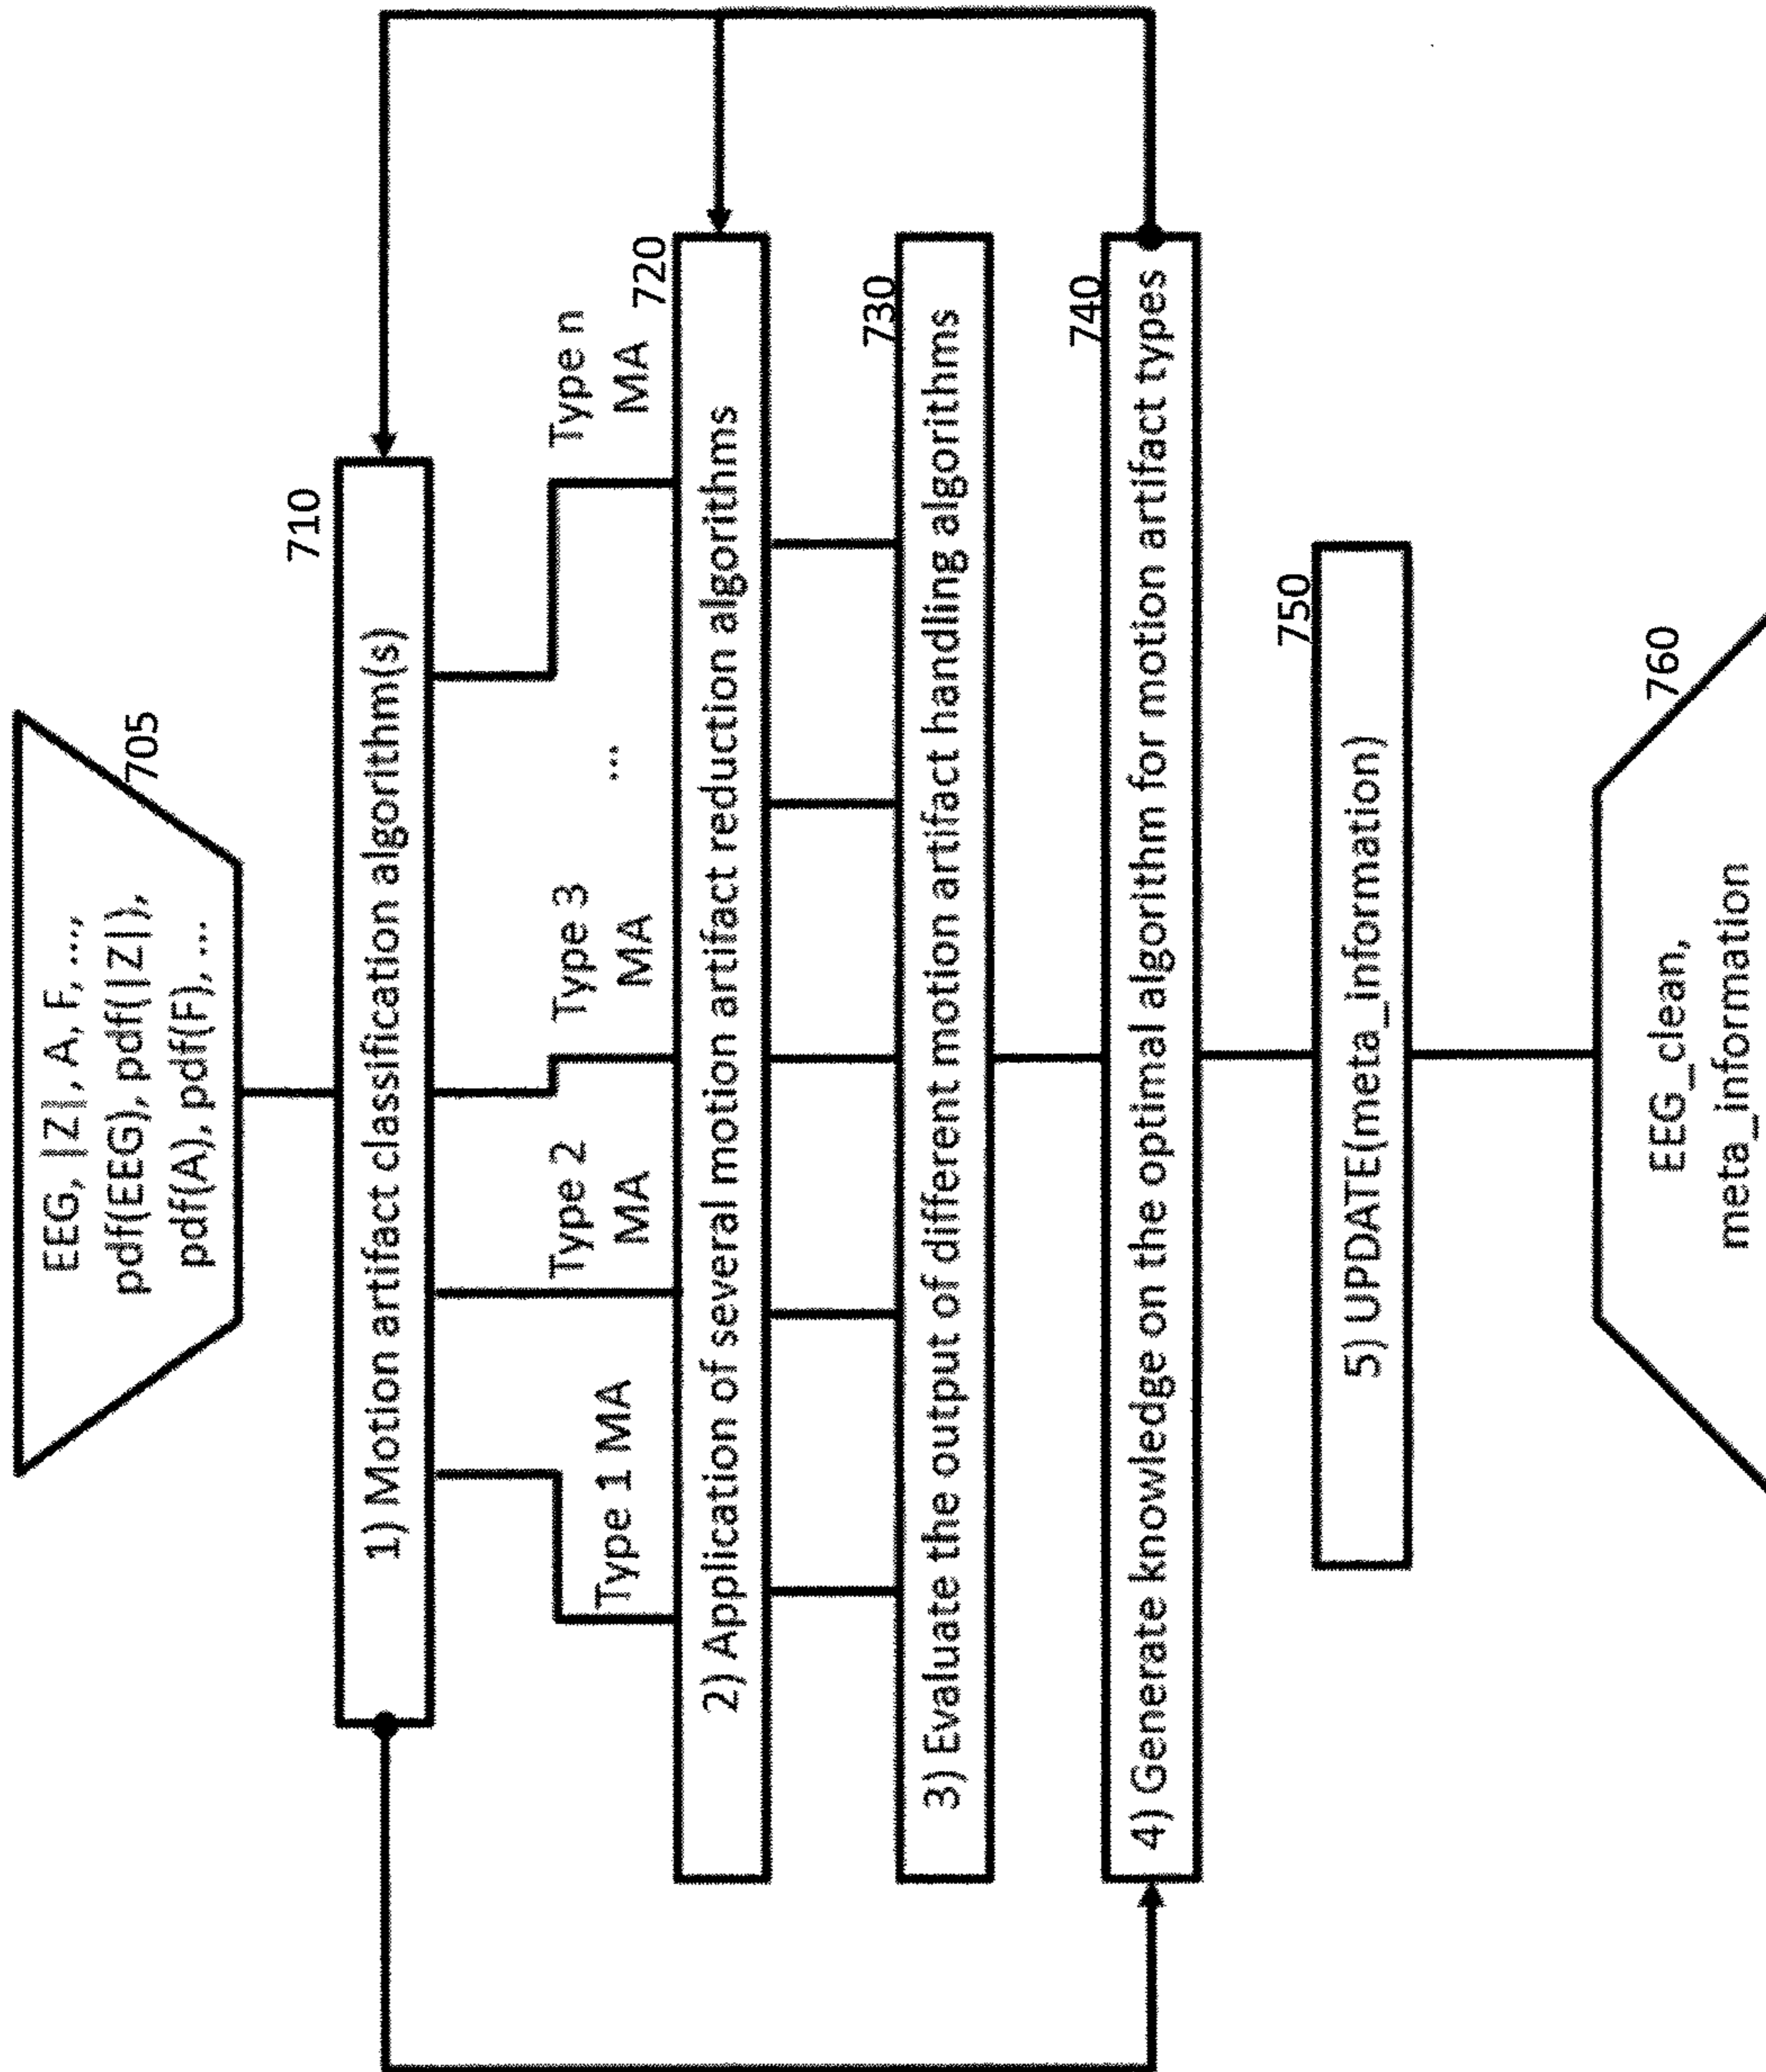 EEG, |Z|, A, F, ...,
pdf(EEG), pdf(|Z|),
pdf(A), pdf(F), ...
705
710
1) Motion artifact classification algorithm(s)
Type 1 MA
Type 2
MA
Type 3
MA
...
Type n
MA
720
2) Application of several motion artifact reduction algorithms
730
3) Evaluate the output of different motion artifact handling algorithms
740
4) Generate knowledge on the optimal algorithm for motion artifact types
750
5) UPDATE(meta_information)
760
EEG_clean,
meta_information